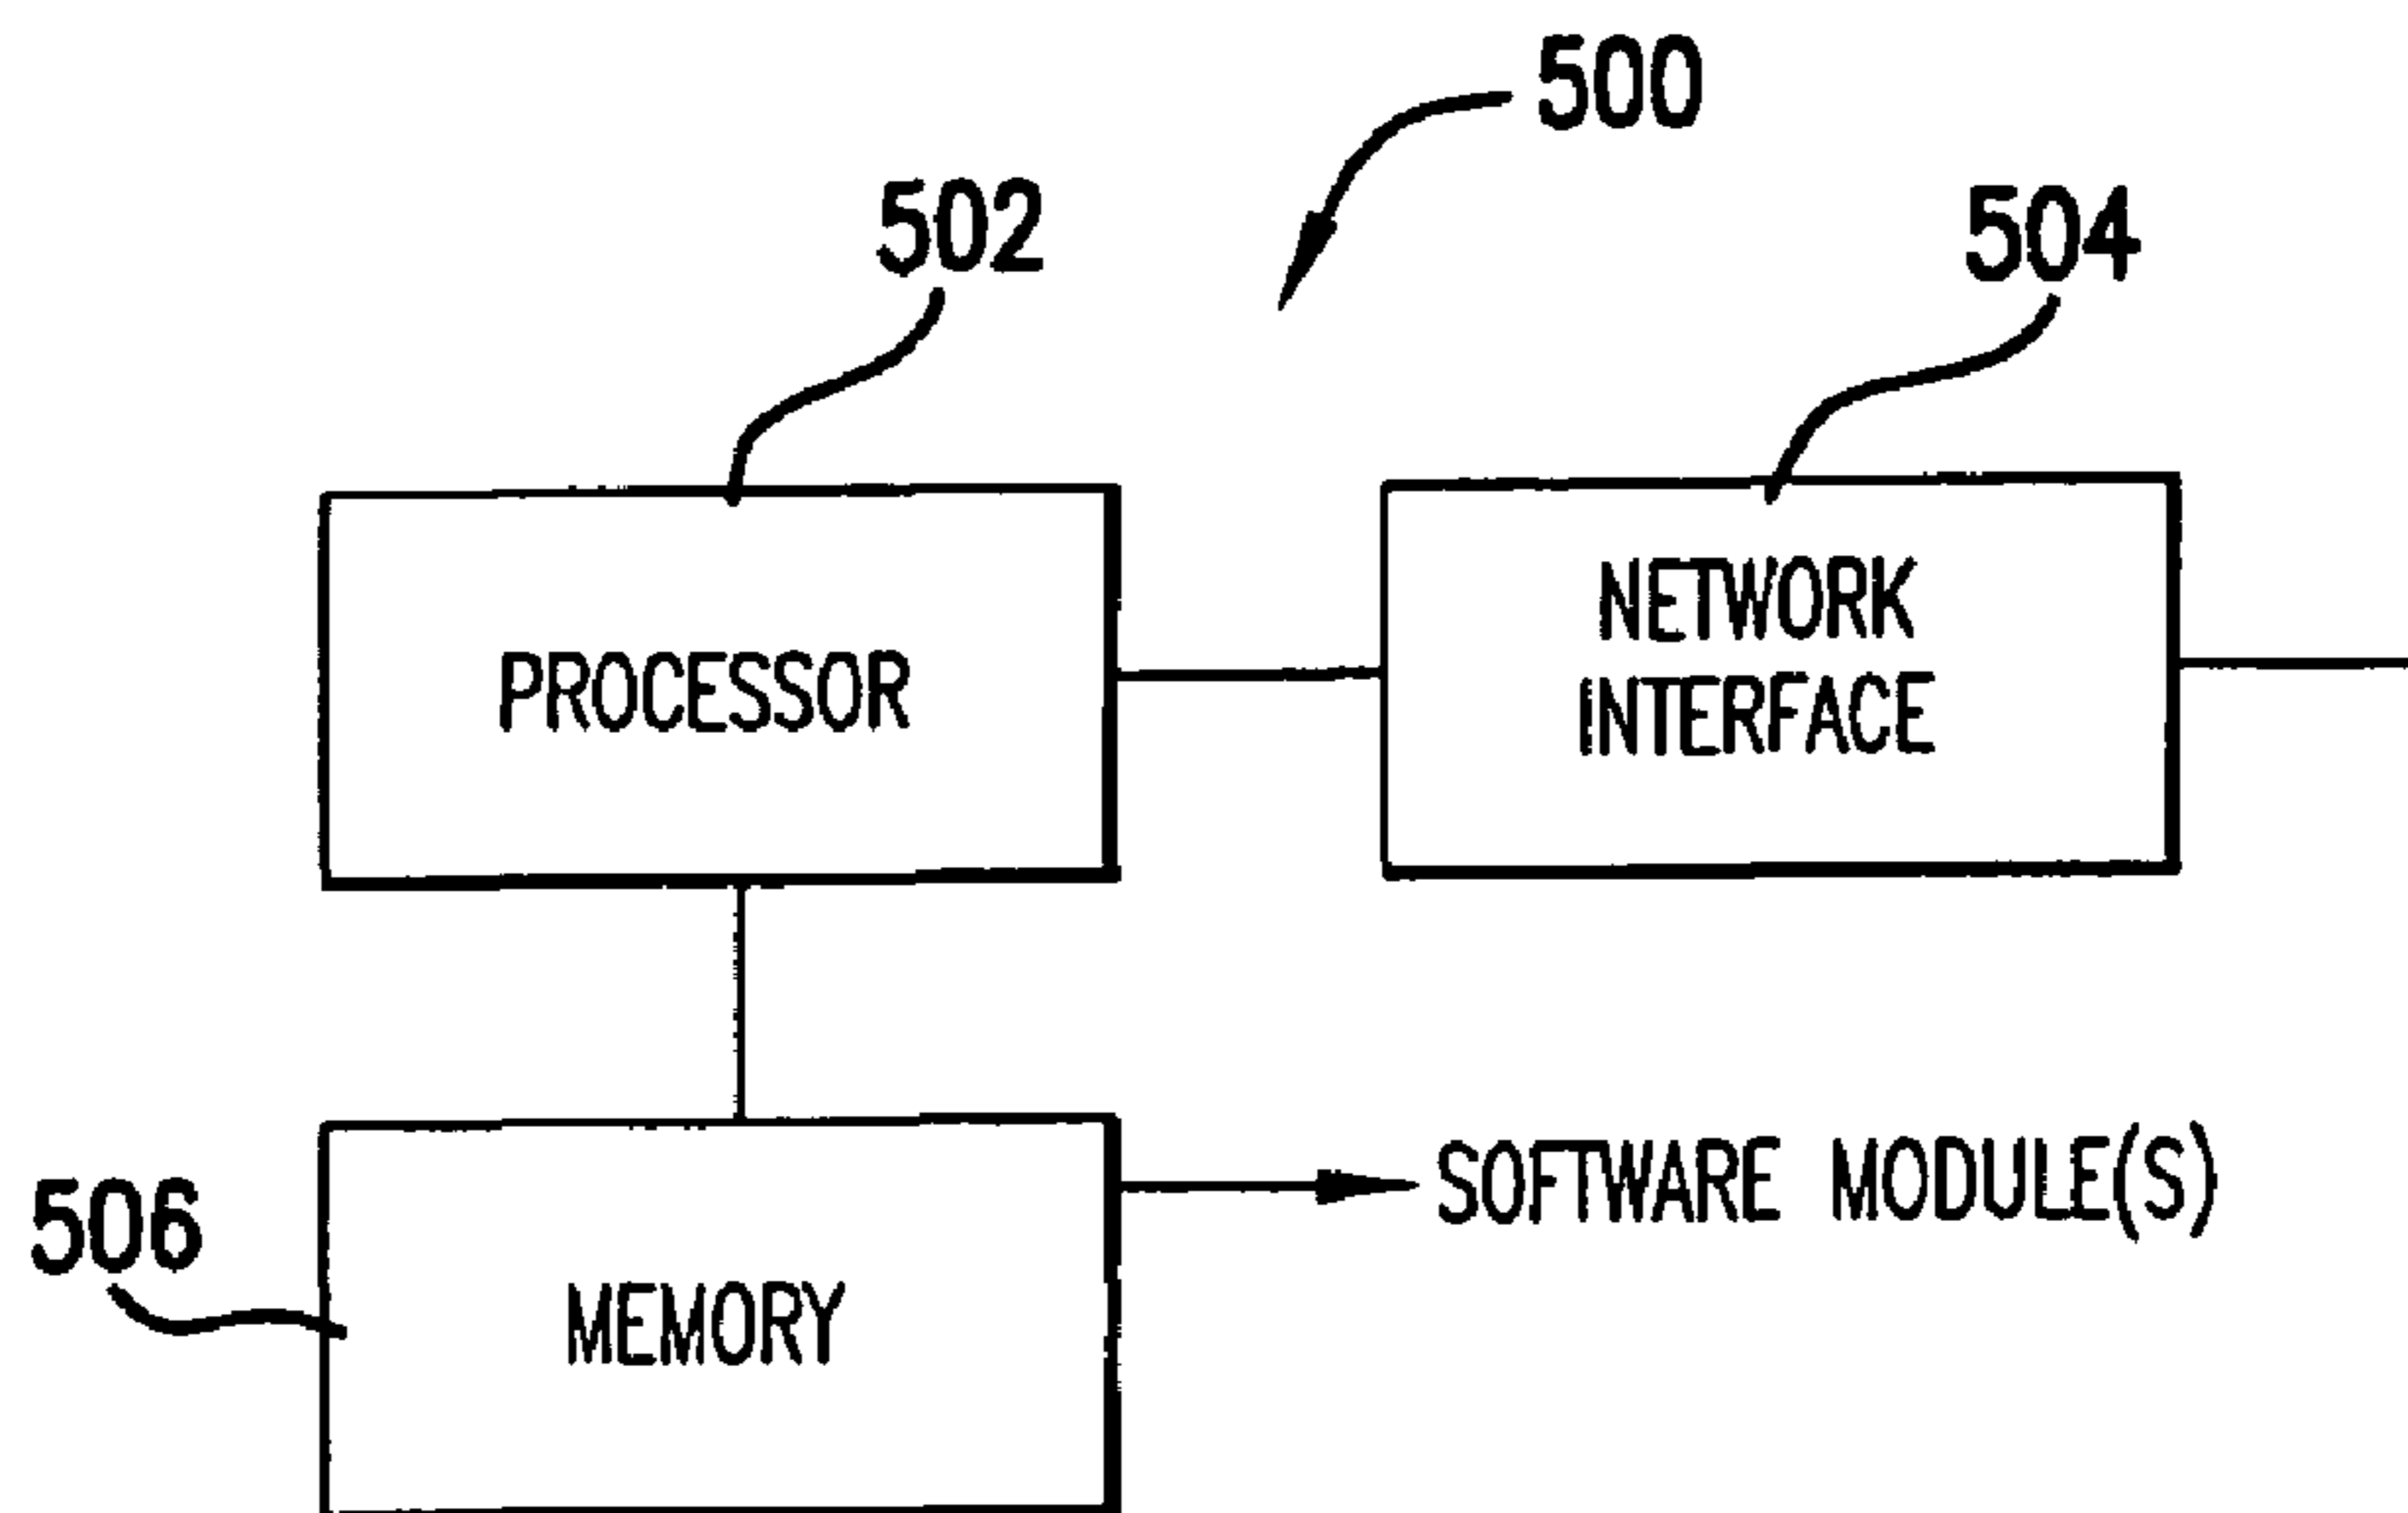 500
502
504
PROCESSOR
NETWORK
INTERFACE
506
SOFTWARE MODULE(S)
MEMORY